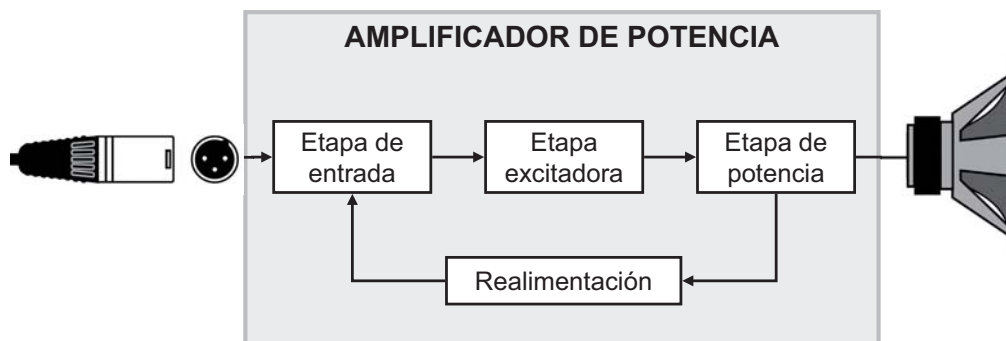 AMPLIFICADOR DE POTENCIA
Etapa de
entrada
Etapa
excitadora
Etapa de
potencia
Realimentación